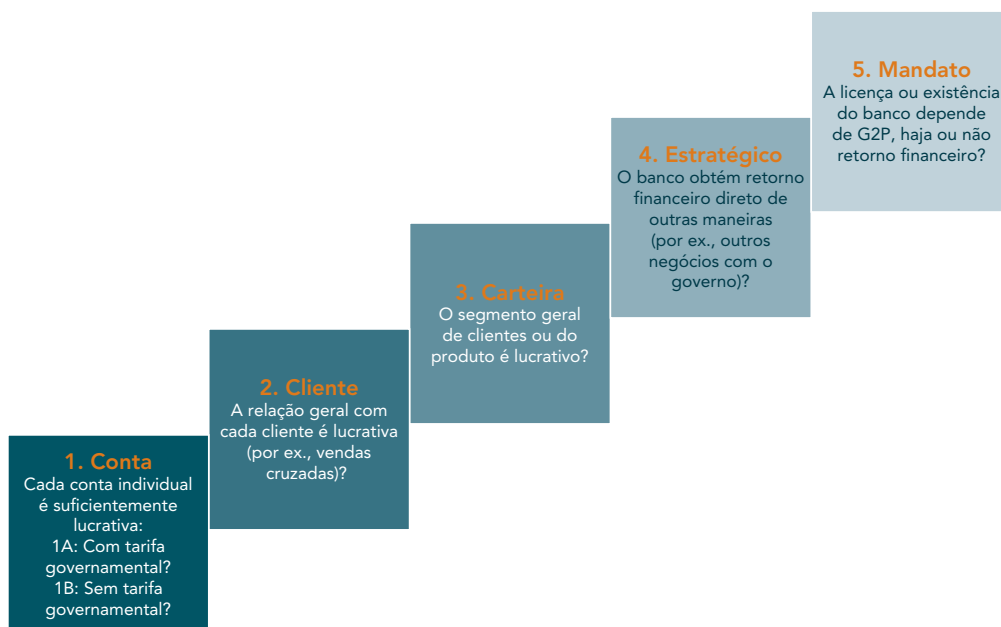 1. Conta
Cada conta individual
é suficientemente
lucrativa:
1A: Com tarifa
governamental?
1B: Sem tarifa
governamental?
2. Cliente
A relação geral com
cada cliente é lucrativa
(por ex., vendas
cruzadas)?
3. Carteira
O segmento geral
de clientes ou do
produto é lucrativo?
4. Estratégico
O banco obtém retorno
financeiro direto de
outras maneiras
(por ex., outros
negócios com o
governo)?
5. Mandato
A licença ou existência
do banco depende
de G2P, haja ou não
retorno financeiro?